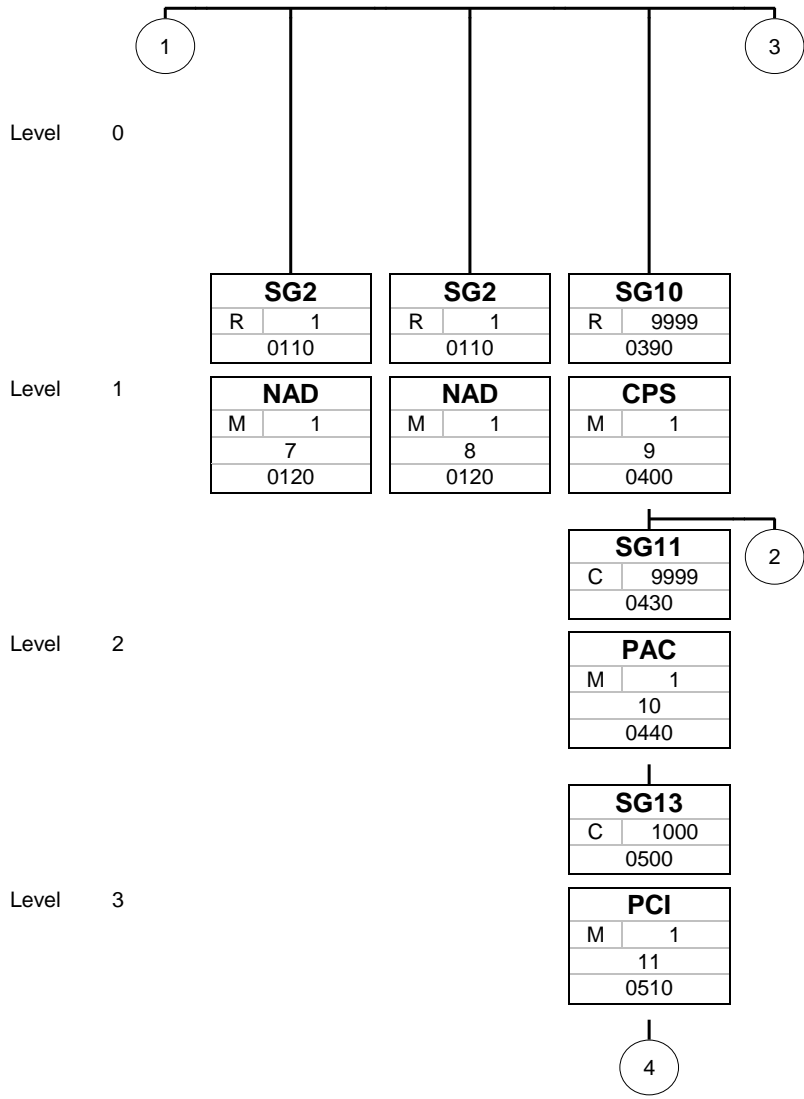 1 3
Level 0
SG2 SG2 SG10
R 1 R 1 R 9999
0110 0110 0390
Level 1 NAD NAD CPS
M 1 M 1 M 1
7 8 9
0120 0120 0400
SG11 2
C 9999
0430
Level 2 PAC
M 1
10
0440
SG13
C 1000
0500
Level 3 PCI
M 1
11
0510
4